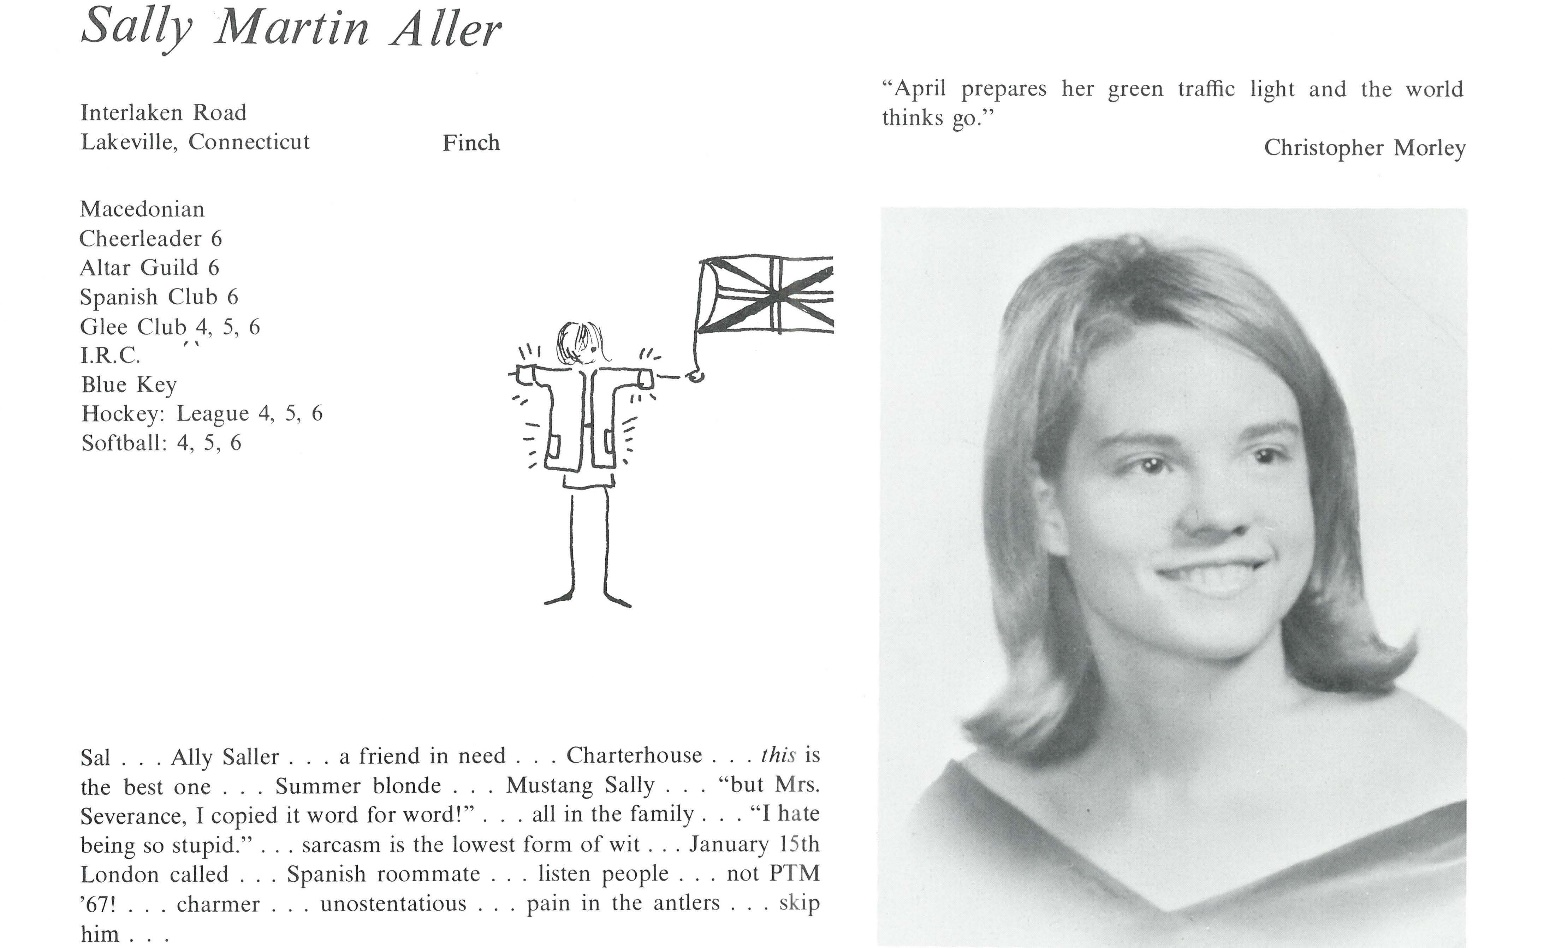 Sally Martin Aller
Interlaken Road
Lakeville, Connecticut
Finch
Macedonian
Cheerleader 6
Altar Guild 6
Spanish Club 6
Glee Club 4, 5, 6
I.R.C.
Blue Key
Hockey: League 4, 5, 6
Softball: 4, 5, 6
Sal . . . Ally Saller . . . a friend in need . . . Charterhouse . . . this is
the best one . . . Summer blonde . . . Mustang Sally . . . “but Mrs.
Severance, I copied it word for word!” . . . all in the family . . . “I hate
being so stupid.” . . . sarcasm is the lowest form of wit . . . January 15th
London called . . . Spanish roommate . . . listen people . . . not PTM
’67! . . . charmer . . . unostentatious . . . pain in the antlers . . . skip
him . . .
“April prepares her green traffic light and the world
thinks go.”
Christopher Morley